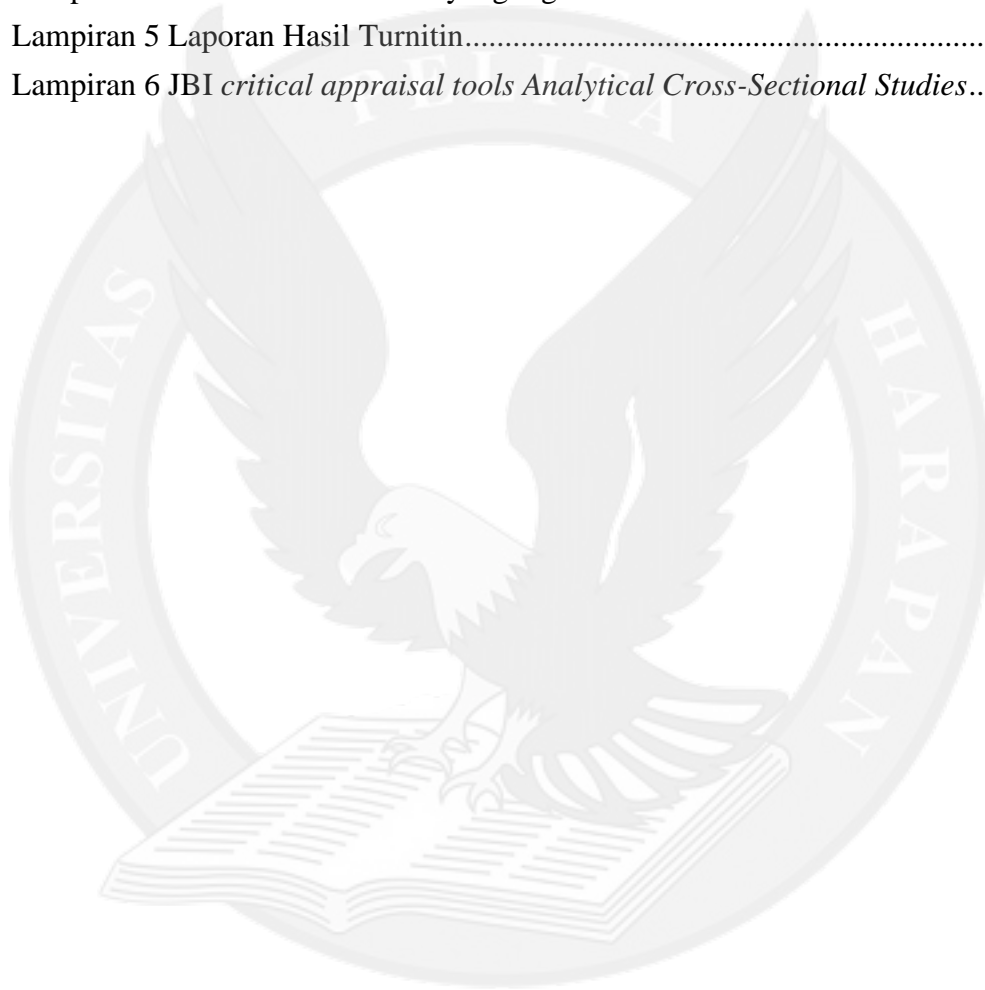 Lampiran 5 Laporan Hasil Turnitin.................................................................
Lampiran 6 JBI critical appraisal tools Analytical Cross-Sectional Studies..
UNIVERSITAS PELITA HARAPAN